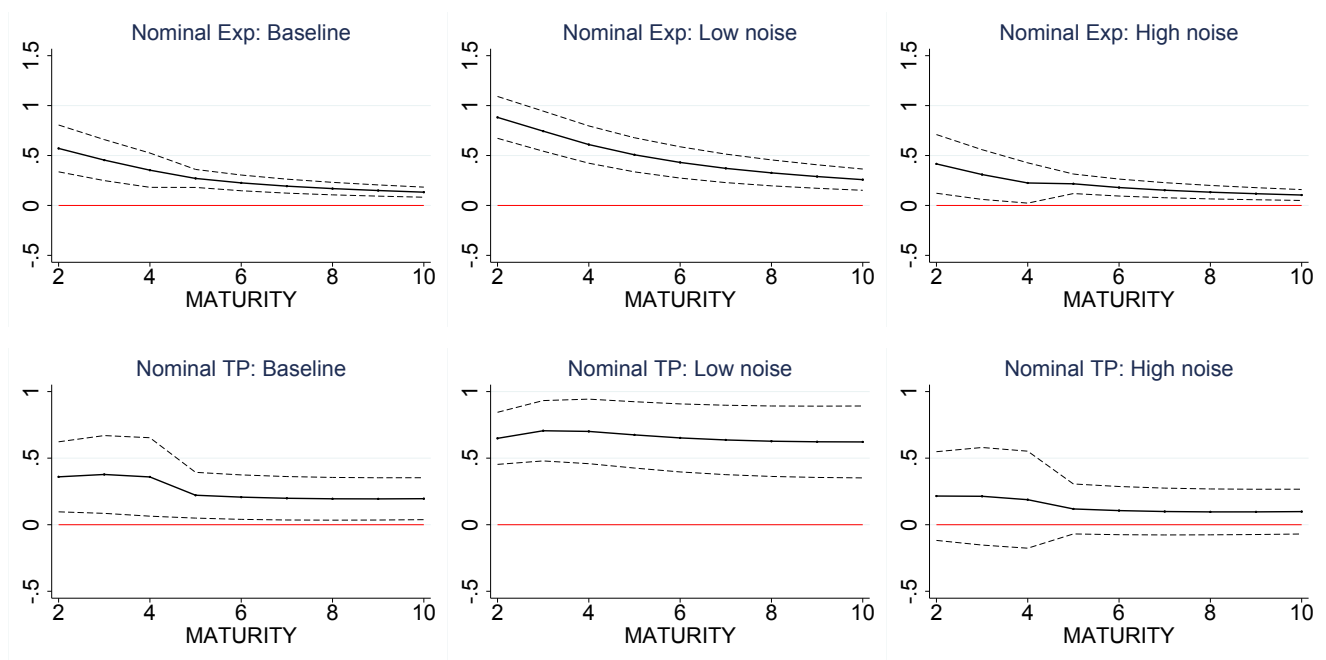 Nominal Exp: Baseline
1.5
1
.5
0
-.5
2 4 6 8 10
MATURITY
Nominal Exp: Low noise
1.5
1
.5
0
-.5
2 4 6 8 10
MATURITY
Nominal Exp: High noise
1.5
1
.5
0
-.5
2 4 6 8 10
MATURITY
Nominal TP: Baseline
1
.5
0
-.5
2 4 6 8 10
MATURITY
Nominal TP: Low noise
1
.5
0
-.5
2 4 6 8 10
MATURITY
Nominal TP: High noise
1
.5
0
-.5
2 4 6 8 10
MATURITY